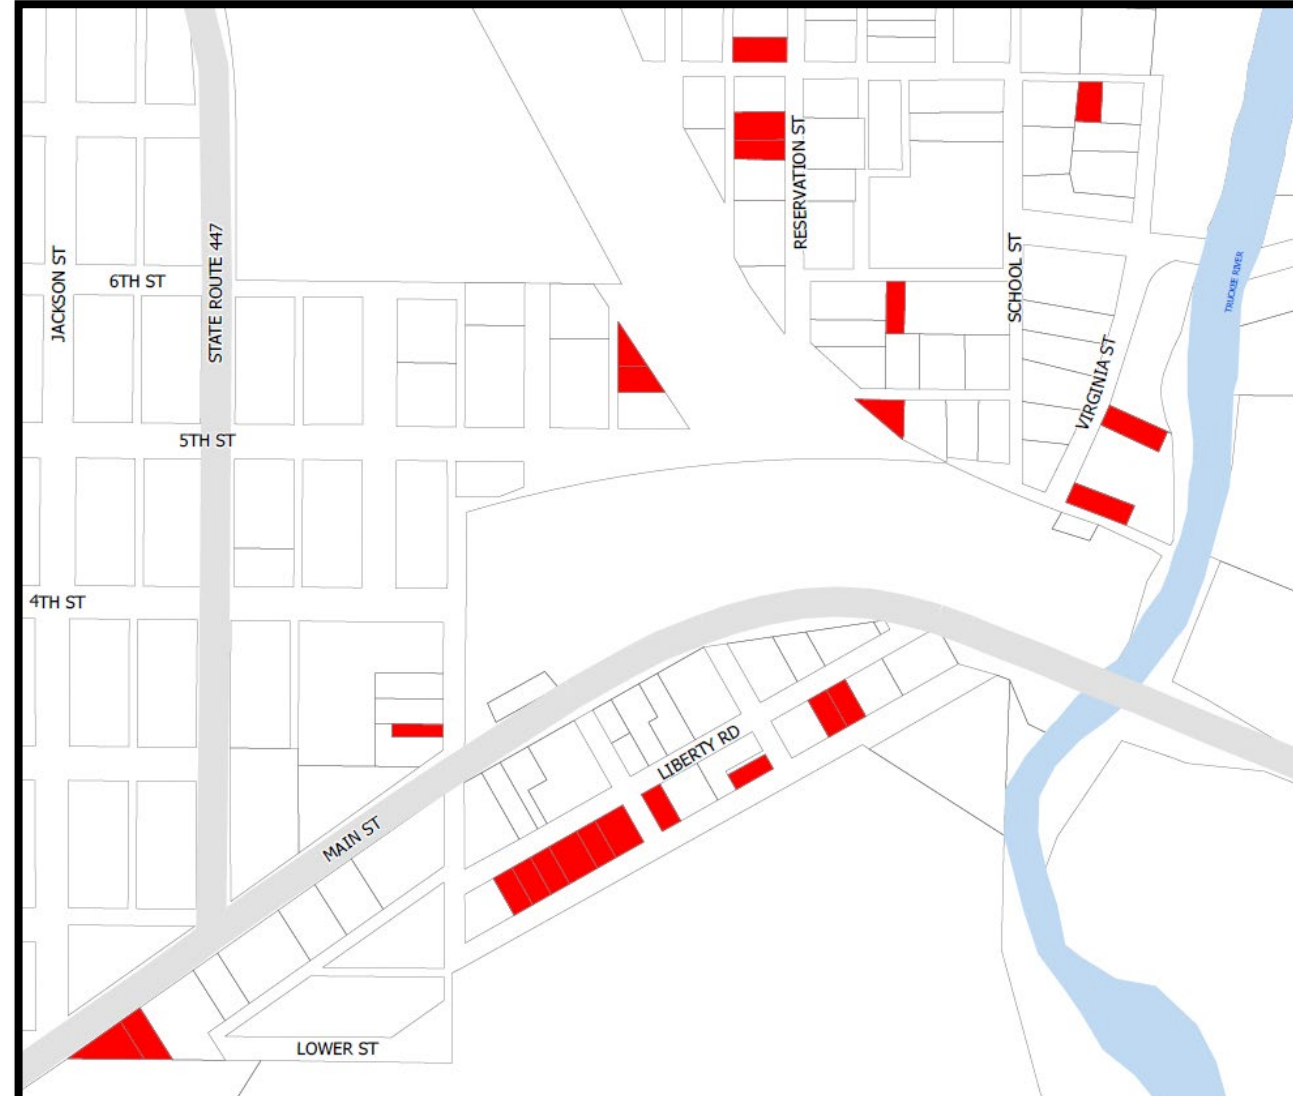 RESERVATION ST
JACKSON ST
6TH ST
STATE ROUTE 447
SCHOOL ST
TRUCKEE RIVER
VIRGINIA ST
5TH ST
4TH ST
LIBERTY RD
MAIN ST
LOWER ST